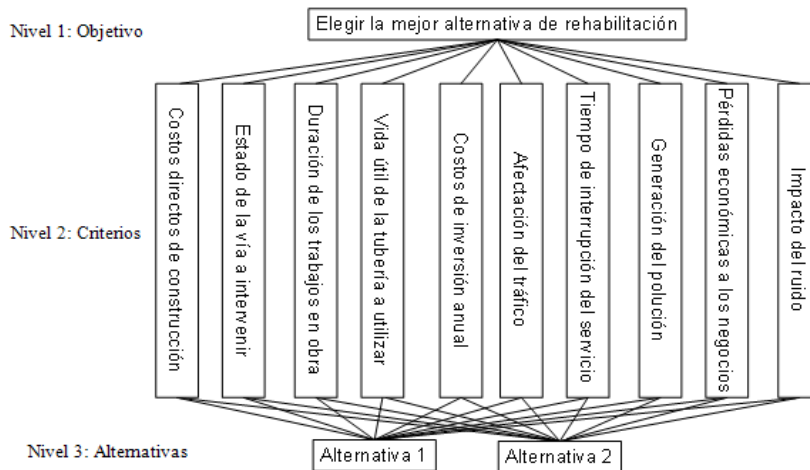 Nivel 1: Objetivo
Elegir la mejor alternativa de rehabilitación
Nivel 2: Criterios
Costos directos de construcción
Estado de la vía a intervenir
Duración de los trabajos en obra
Vida útil de la tubería a utilizar
Costos de inversión anual
Afectación del tráfico
Tiempo de interrupción del servicio
Generación del polución
Pérdidas económicas a los negocios
Impacto del ruido
Nivel 3: Alternativas
Alternativa 1
Alternativa 2